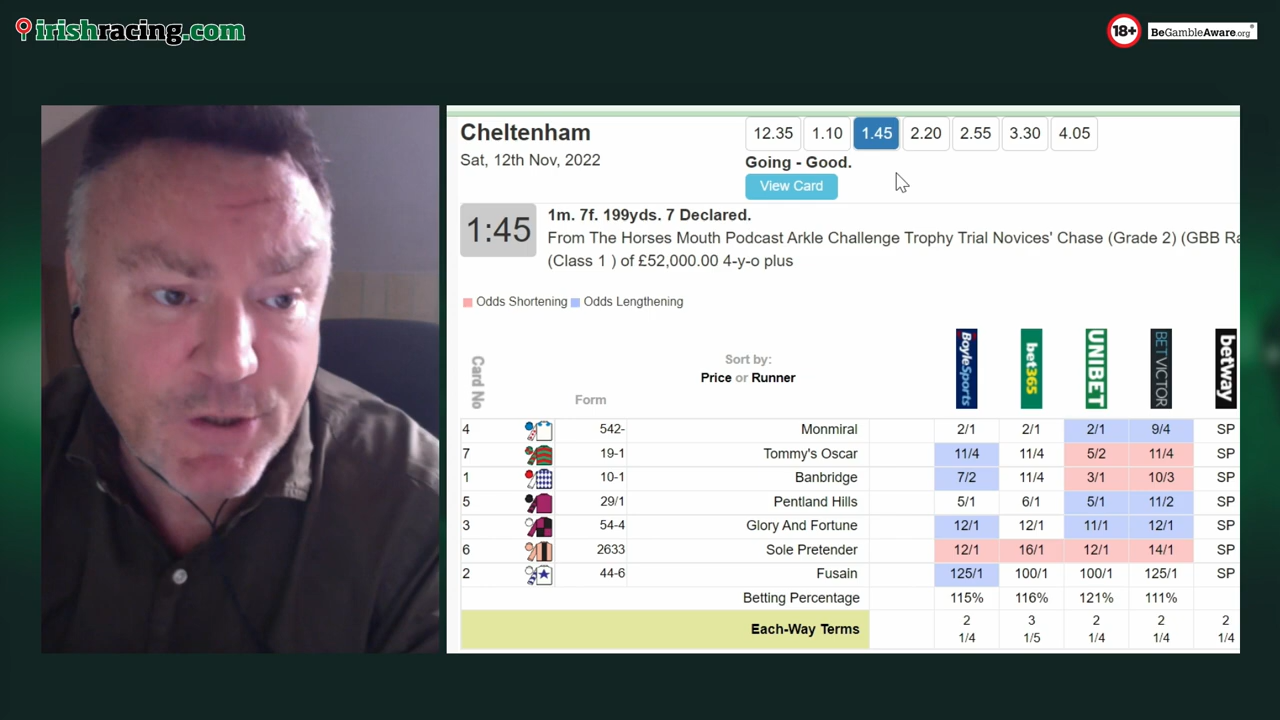 irishracing.com
18+ BeGambleAware.org®
Cheltenham
12.35 1.10 1.45 2.20 2.55 3.30 4.05
Sat, 12th Nov, 2022
Going - Good.
View Card
1:45
1m. 7f. 199yds. 7 Declared.
From The Horses Mouth Podcast Arkle Challenge Trophy Trial Novices' Chase (Grade 2) (GBB Ra
(Class 1 ) of £52,000.00 4-y-o plus
Odds Shortening Odds Lengthening
Card No
Form
Sort by:
Price or Runner
BoyleSports bet365 UNIBET BETVICTOR betway
4 542- Monmiral 2/1 2/1 2/1 9/4 SP
7 19-1 Tommy's Oscar 11/4 11/4 5/2 11/4 SP
1 10-1 Banbridge 7/2 11/4 3/1 10/3 SP
5 29/1 Pentland Hills 5/1 6/1 5/1 11/2 SP
3 54-4 Glory And Fortune 12/1 12/1 11/1 12/1 SP
6 2633 Sole Pretender 12/1 16/1 12/1 14/1 SP
2 44-6 Fusain 125/1 100/1 100/1 125/1 SP
Betting Percentage 115% 116% 121% 111%
Each-Way Terms
2 3 2 2 2
1/4 1/5 1/4 1/4 1/4